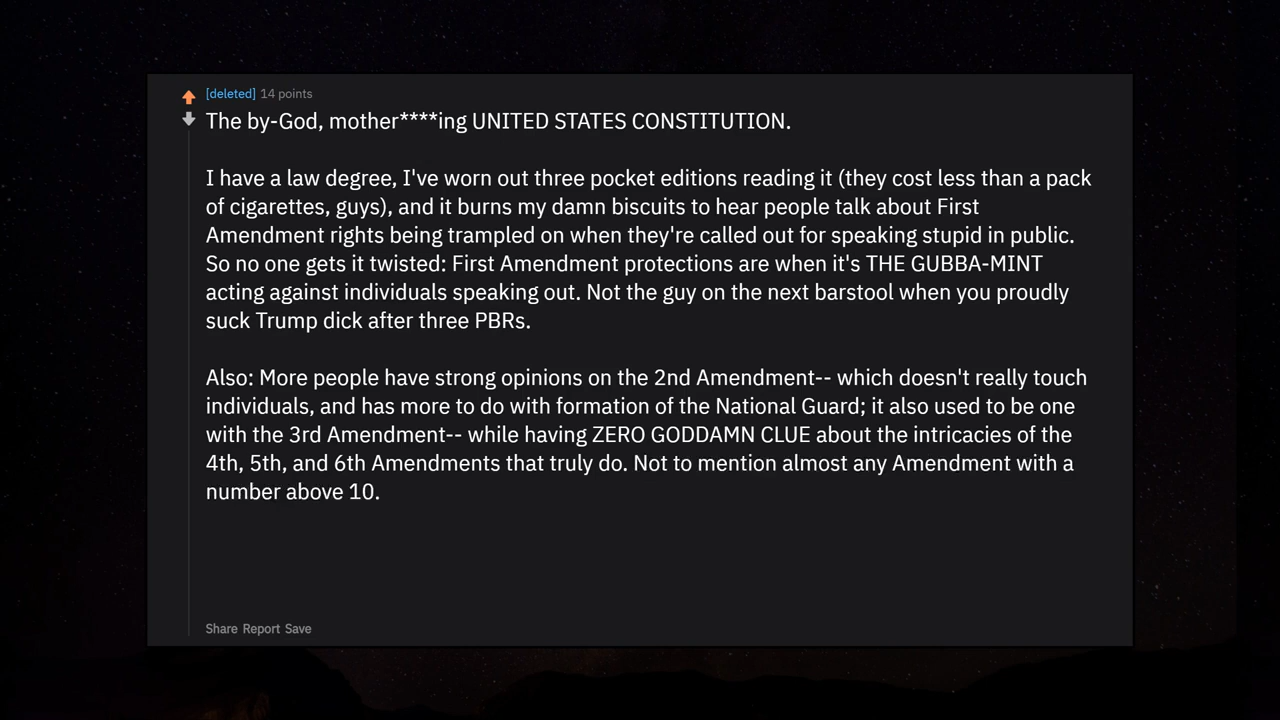 [deleted] 14 points
The by-God, mother****ing UNITED STATES CONSTITUTION.
I have a law degree, I've worn out three pocket editions reading it (they cost less than a pack
of cigarettes, guys), and it burns my damn biscuits to hear people talk about First
Amendment rights being trampled on when they're called out for speaking stupid in public.
So no one gets it twisted: First Amendment protections are when it's THE GUBBA-MINT
acting against individuals speaking out. Not the guy on the next barstool when you proudly
suck Trump dick after three PBRs.
Also: More people have strong opinions on the 2nd Amendment-- which doesn't really touch
individuals, and has more to do with formation of the National Guard; it also used to be one
with the 3rd Amendment-- while having ZERO GODDAMN CLUE about the intricacies of the
4th, 5th, and 6th Amendments that truly do. Not to mention almost any Amendment with a
number above 10.
Share Report Save